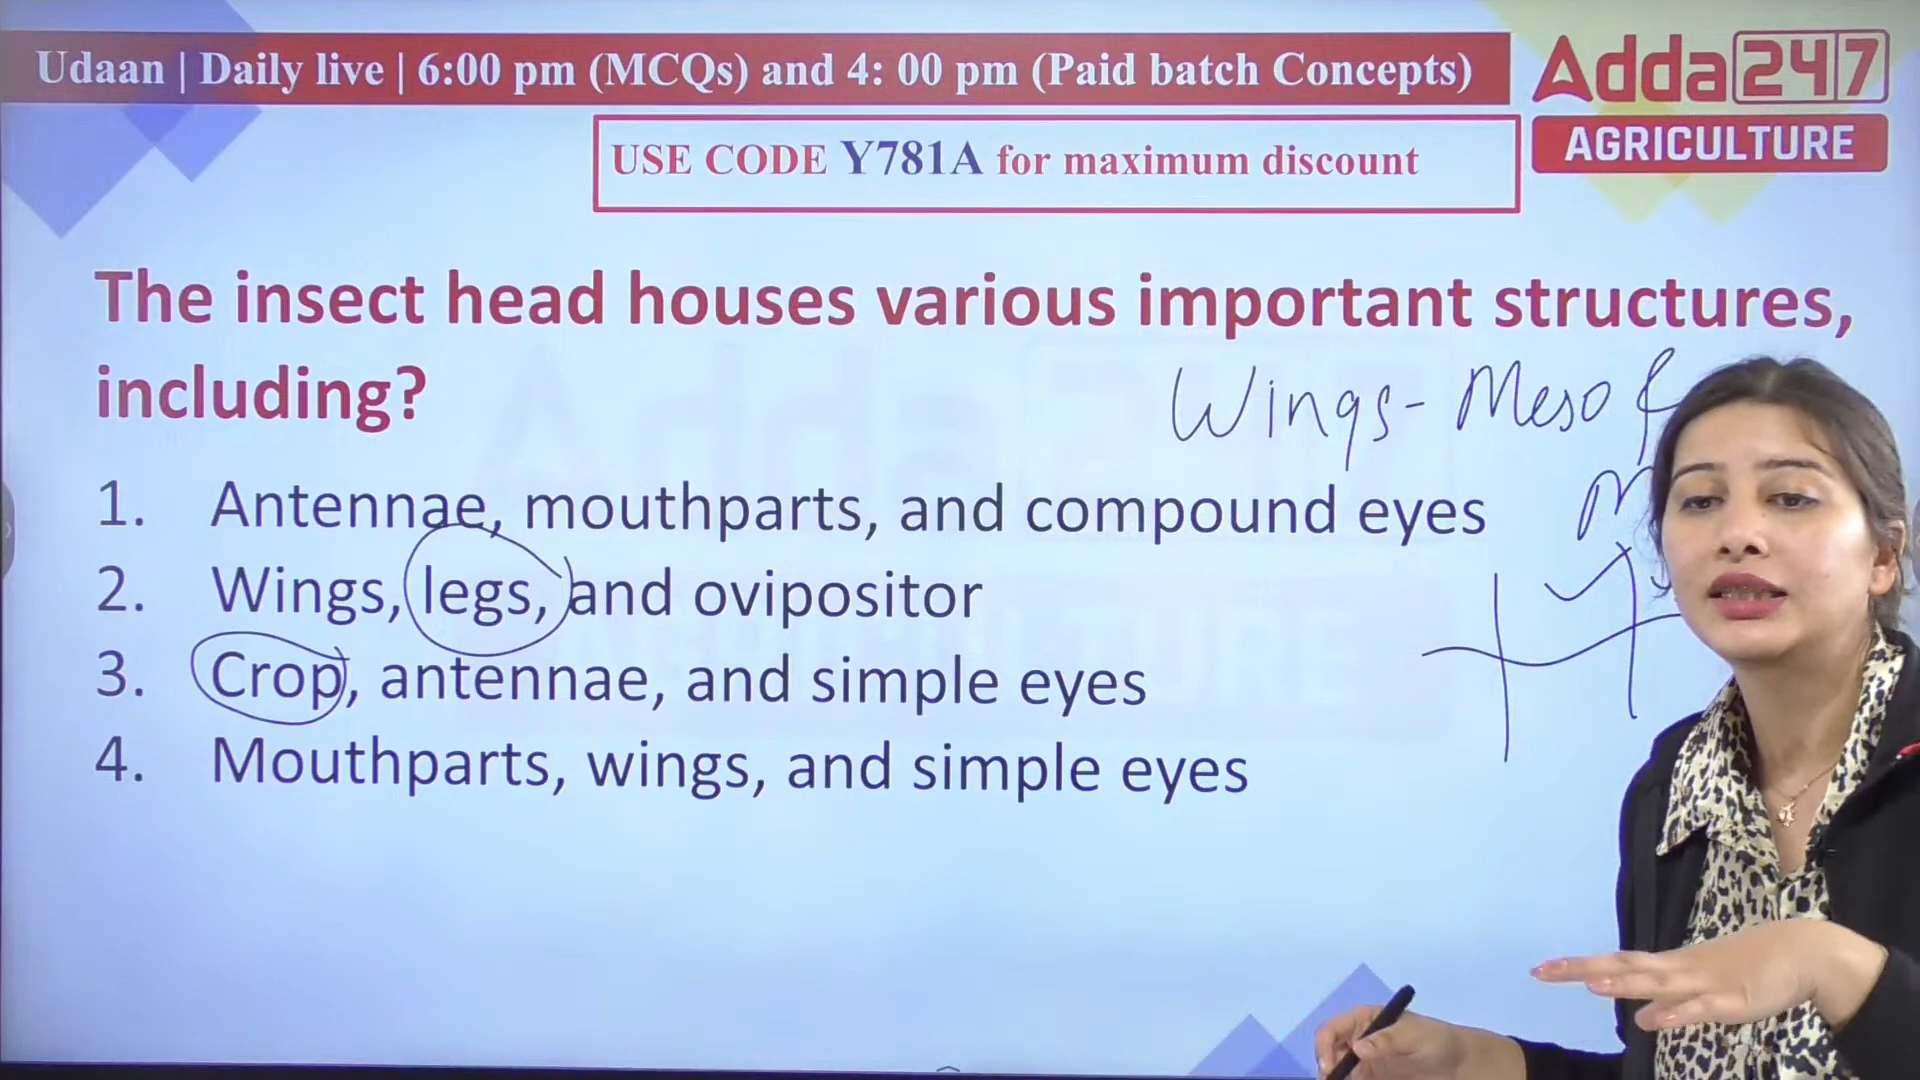 Udaan | Daily live | 6:00 pm (MCQs) and 4: 00 pm (Paid batch Concepts)
Adda247
AGRICULTURE
USE CODE Y781A for maximum discount
The insect head houses various important structures,
including?
Wings - Meso &
1. Antennae, mouthparts, and compound eyes
2. Wings, legs, and ovipositor
3. Crop, antennae, and simple eyes
4. Mouthparts, wings, and simple eyes